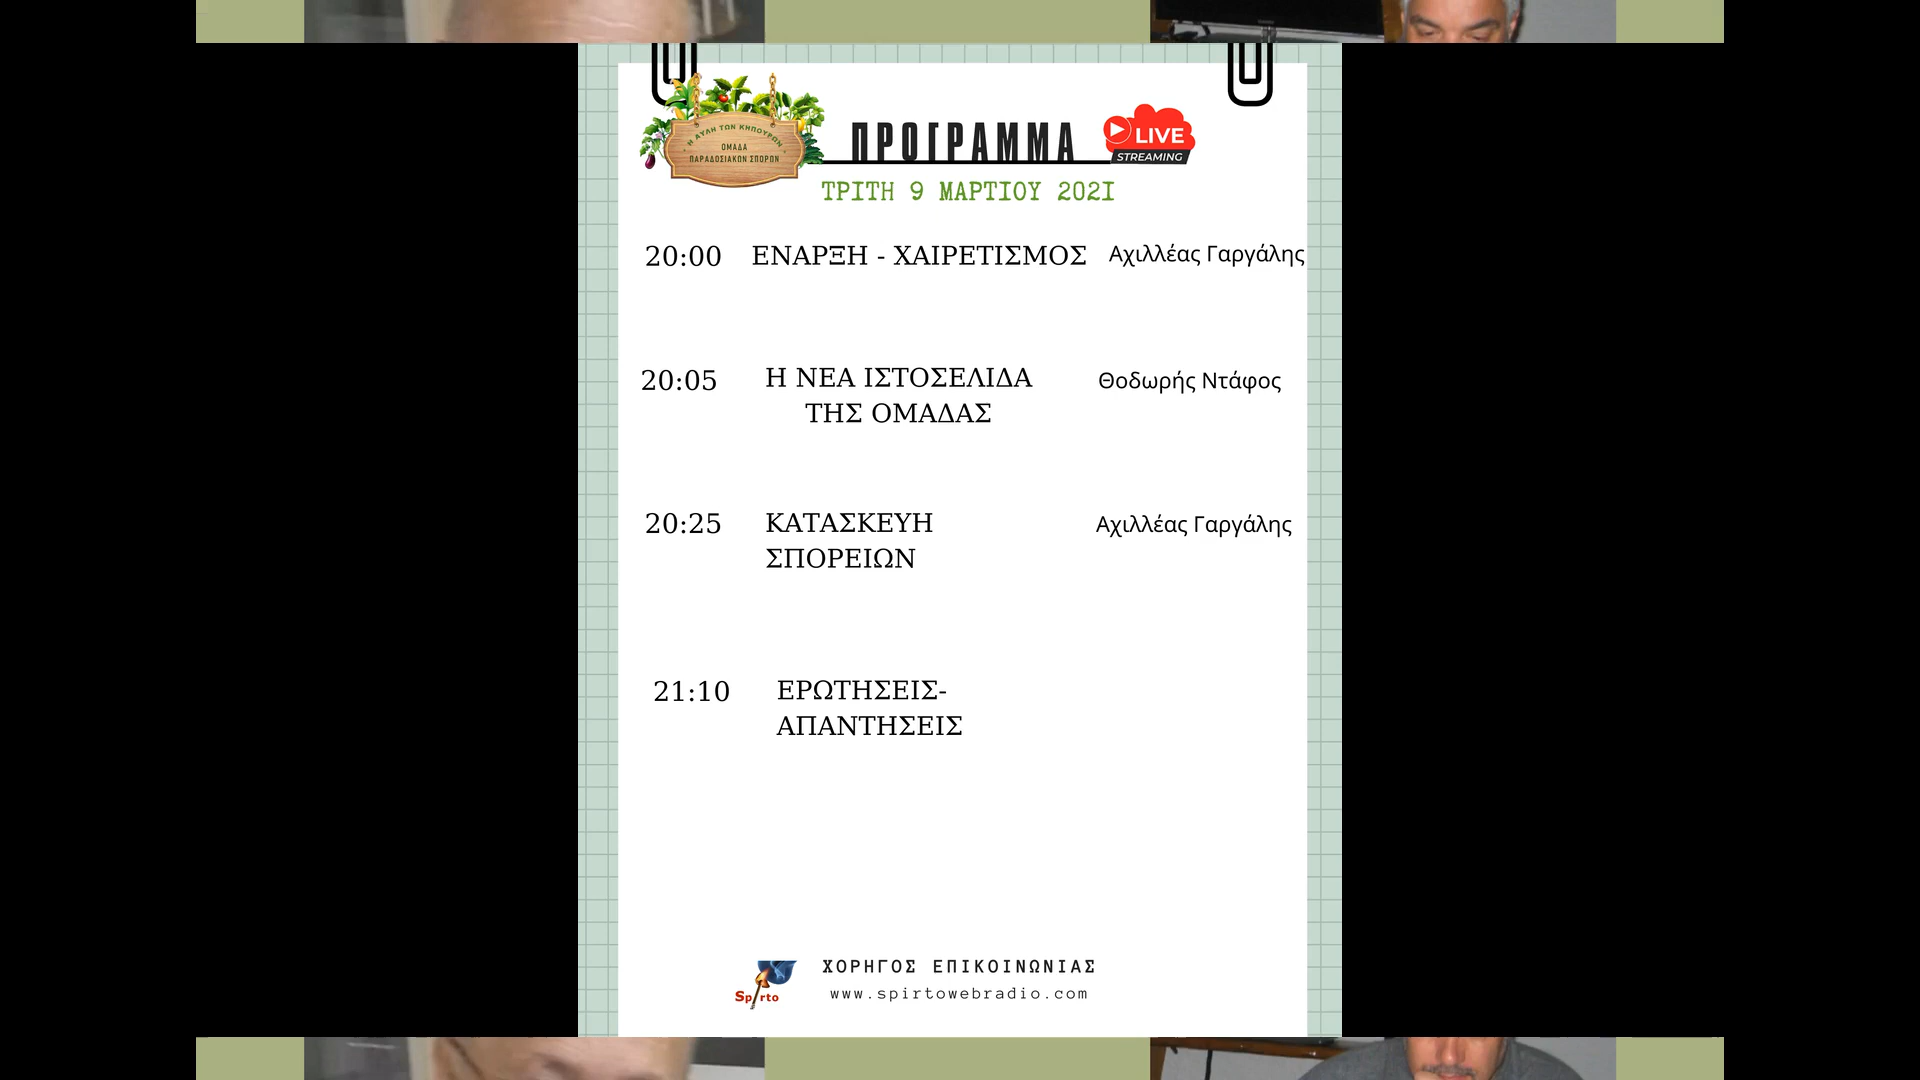 Η ΑΥΛΗ ΤΩΝ ΚΗΠΟΥΡΩΝ
ΟΜΑΔΑ
ΠΑΡΑΔΟΣΙΑΚΩΝ ΣΠΟΡΩΝ
ΠΡΟΓΡΑΜΜΑ
LIVE
STREAMING
ΤΡΙΤΗ 9 ΜΑΡΤΙΟΥ 2021
20:00 ΕΝΑΡΞΗ - ΧΑΙΡΕΤΙΣΜΟΣ Αχιλλέας Γαργάλης
20:05 Η ΝΕΑ ΙΣΤΟΣΕΛΙΔΑ Θοδωρής Ντάφος
ΤΗΣ ΟΜΑΔΑΣ
20:25 ΚΑΤΑΣΚΕΥΗ Αχιλλέας Γαργάλης
ΣΠΟΡΕΙΩΝ
21:10 ΕΡΩΤΗΣΕΙΣ-
ΑΠΑΝΤΗΣΕΙΣ
ΧΟΡΗΓΟΣ ΕΠΙΚΟΙΝΩΝΙΑΣ
Spirto
www.spirtowebradio.com